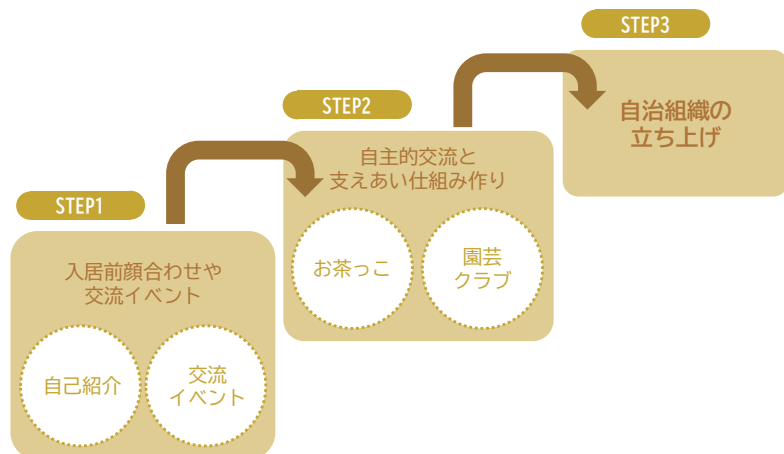 STEP1
入居前顔合わせや
交流イベント
自己紹介
交流
イベント
STEP2
自主的交流と
支えあい仕組み作り
お茶っこ
園芸
クラブ
STEP3
自治組織の
立ち上げ